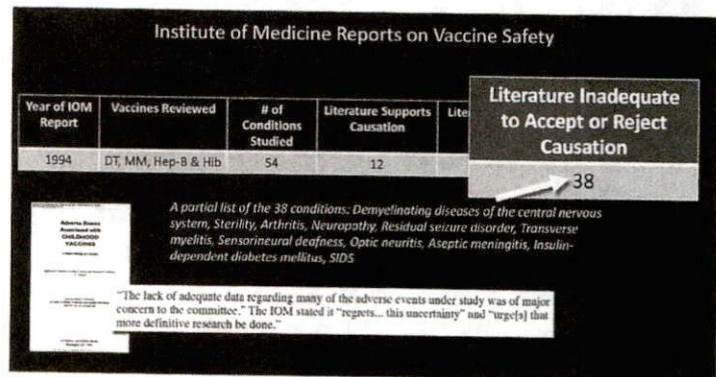 Institute of Medicine Reports on Vaccine Safety
Year of IOM Report
Vaccines Reviewed
# of Conditions Studied
Literature Supports Causation
Lite
Literature Inadequate to Accept or Reject Causation
1994
DT, MM, Hep-B & Hib
54
12
38
Adverse Events
Associated with
CHILDHOOD
VACCINES
A partial list of the 38 conditions: Demyelinating diseases of the central nervous
system, Sterility, Arthritis, Neuropathy, Residual seizure disorder, Transverse
myelitis, Sensorineural deafness, Optic neuritis, Aseptic meningitis, Insulin-
dependent diabetes mellitus, SIDS
"The lack of adequate data regarding many of the adverse events under study was of major
concern to the committee." The IOM stated it "regrets... this uncertainty" and "urge[s] that
more definitive research be done."